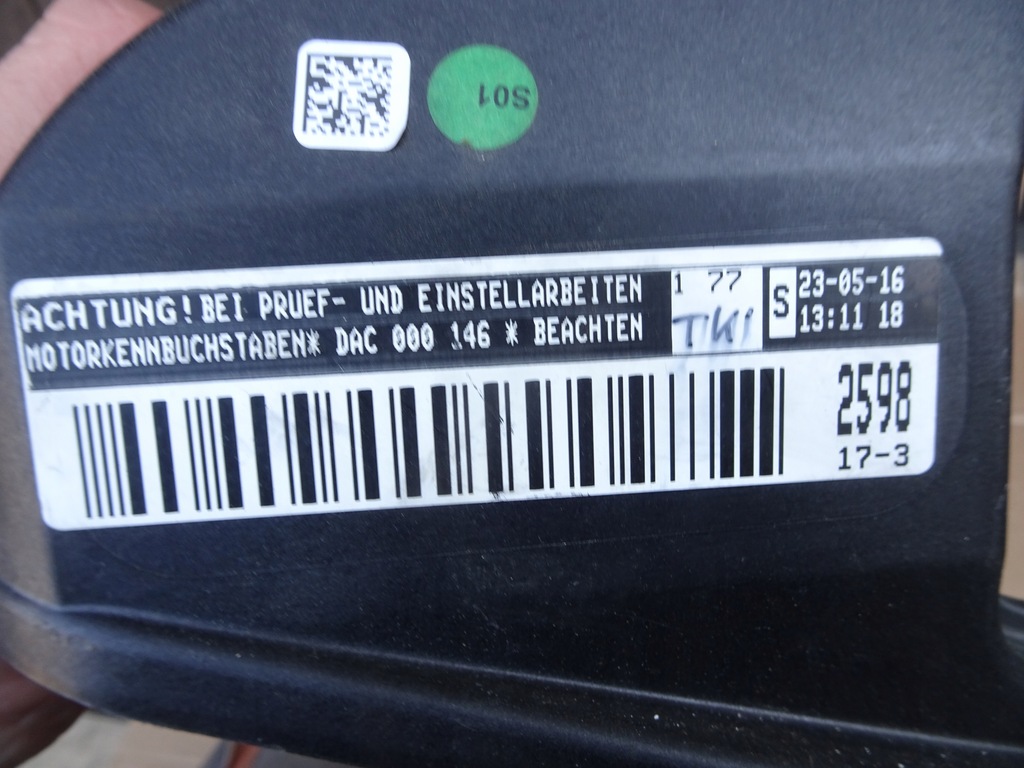 S01
ACHTUNG! BEI PRUEF- UND EINSTELLARBEITEN
MOTORKENNBUCHSTABEN* DAC 000 146 * BEACHTEN
1 77
TIKI
S
23-05-16
13:11 18
2598
17-3